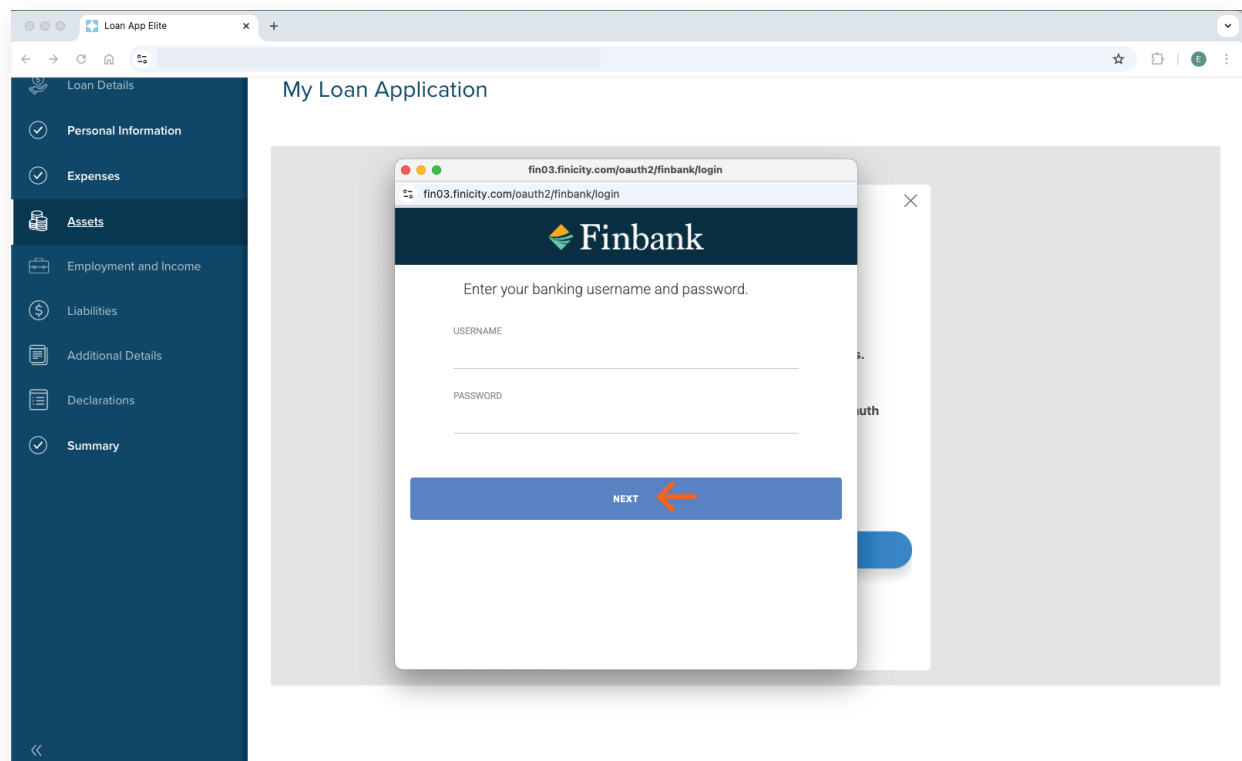 Loan App Elite
E
Loan Details
Personal Information
Expenses
Assets
Employment and Income
Liabilities
Additional Details
Declarations
Summary
My Loan Application
fin03.finicity.com/oauth2/finbank/login
fin03.finicity.com/oauth2/finbank/login
Finbank
Enter your banking username and password.
USERNAME
PASSWORD
NEXT
s.
uth